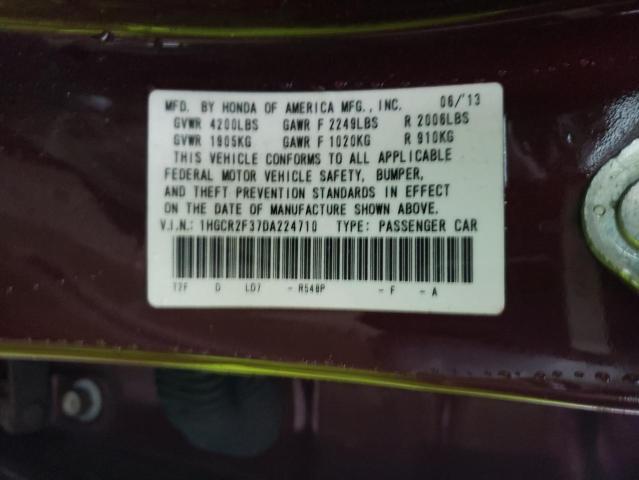 MFD. BY HONDA OF AMERICA MFG., INC. 06/'13
GVWR 4200LBS GAWR F 2249LBS R 2006LBS
GVWR 1905KG GAWR F 1020KG R 910KG
THIS VEHICLE CONFORMS TO ALL APPLICABLE
FEDERAL MOTOR VEHICLE SAFETY, BUMPER,
AND THEFT PREVENTION STANDARDS IN EFFECT
ON THE DATE OF MANUFACTURE SHOWN ABOVE.
V.I.N.: 1HGCR2F37DA224710 TYPE: PASSENGER CAR
T2F D LD7 - R548P - F - A